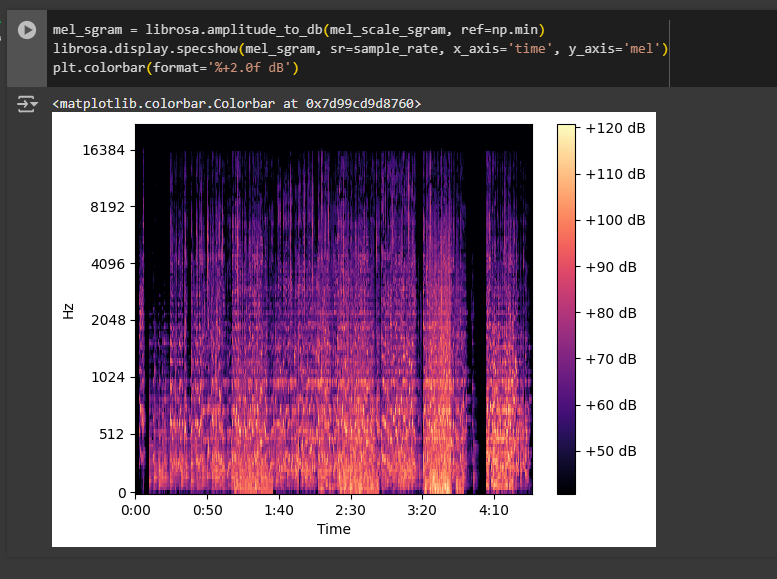 mel_sgram = librosa.amplitude_to_db(mel_scale_sgram, ref=np.min)
librosa.display.specshow(mel_sgram, sr=sample_rate, x_axis='time', y_axis='mel')
plt.colorbar(format='%+2.0f dB')
<matplotlib.colorbar.Colorbar at 0x7d99cd9d8760>
16384
8192
4096
2048
1024
512
0
Hz
0:00 0:50 1:40 2:30 3:20 4:10
Time
+120 dB
+110 dB
+100 dB
+90 dB
+80 dB
+70 dB
+60 dB
+50 dB